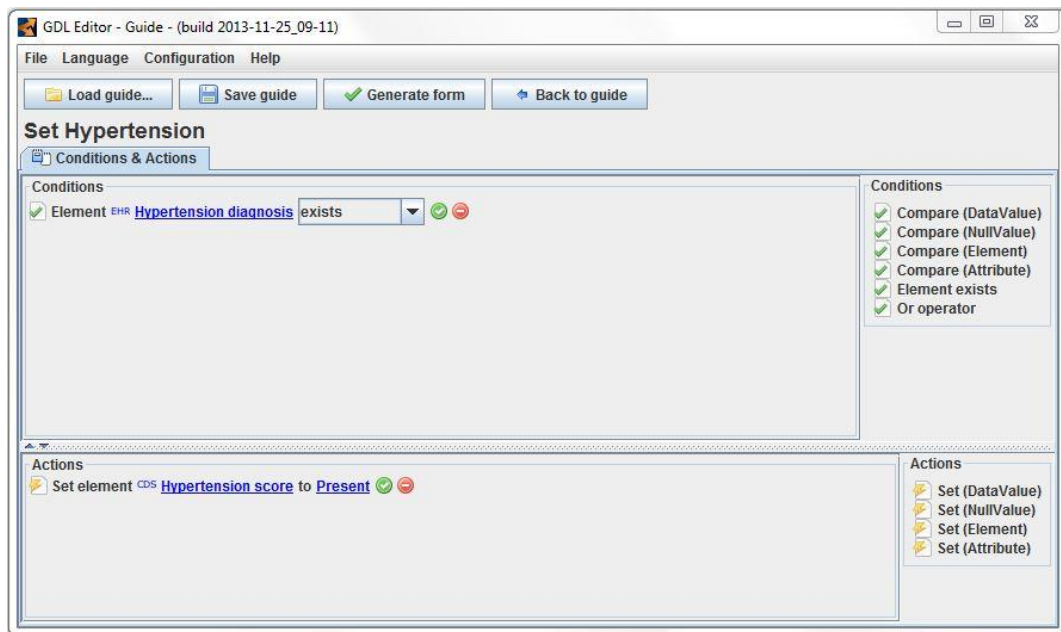 GDL Editor - Guide - (build 2013-11-25_09-11)
File Language Configuration Help
Load guide... Save guide Generate form Back to guide
Set Hypertension
Conditions & Actions
Conditions
Element EHR Hypertension diagnosis exists
Conditions
Compare (DataValue)
Compare (NullValue)
Compare (Element)
Compare (Attribute)
Element exists
Or operator
Actions
Set element CDS Hypertension score to Present
Actions
Set (DataValue)
Set (NullValue)
Set (Element)
Set (Attribute)